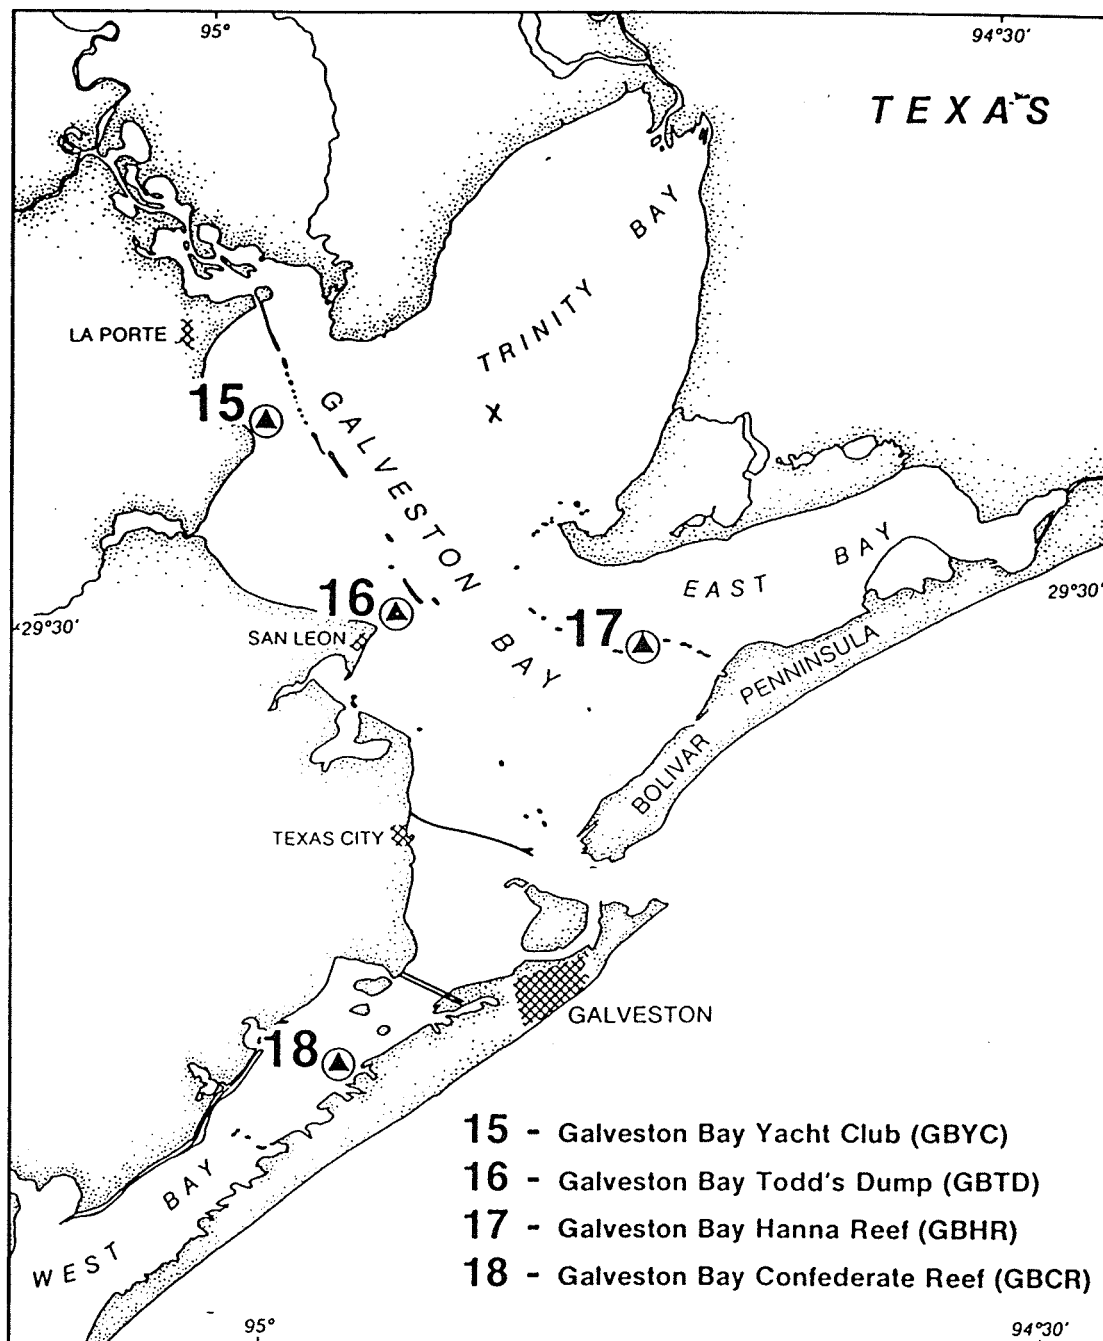 95°
94°30'
TEXAS
TRINITY BAY
LA PORTE
15
GALVESTON BAY
X
EAST BAY
16
17
29°30'
29°30'
SAN LEON
PENNINSULA
BOLIVAR
TEXAS CITY
GALVESTON
18
WEST BAY
15 - Galveston Bay Yacht Club (GBYC)
16 - Galveston Bay Todd's Dump (GBTD)
17 - Galveston Bay Hanna Reef (GBHR)
18 - Galveston Bay Confederate Reef (GBCR)
95°
94°30'